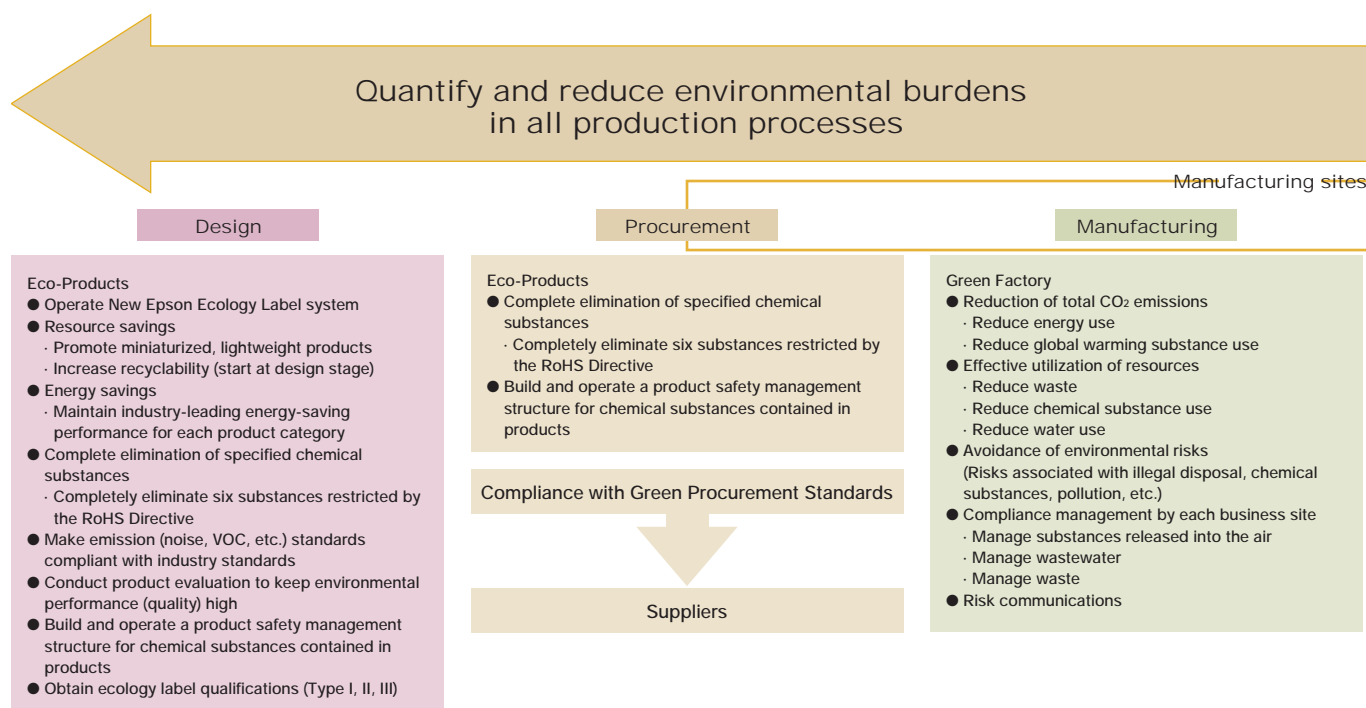 Quantify and reduce environmental burdens
in all production processes
Manufacturing sites
Design
Eco-Products
● Operate New Epson Ecology Label system
● Resource savings
· Promote miniaturized, lightweight products
· Increase recyclability (start at design stage)
● Energy savings
· Maintain industry-leading energy-saving
performance for each product category
● Complete elimination of specified chemical
substances
· Completely eliminate six substances restricted by
the RoHS Directive
● Make emission (noise, VOC, etc.) standards
compliant with industry standards
● Conduct product evaluation to keep environmental
performance (quality) high
● Build and operate a product safety management
structure for chemical substances contained in
products
● Obtain ecology label qualifications (Type I, II, III)
Procurement
Eco-Products
● Complete elimination of specified chemical
substances
· Completely eliminate six substances restricted by
the RoHS Directive
● Build and operate a product safety management
structure for chemical substances contained in
products
Compliance with Green Procurement Standards
Suppliers
Manufacturing
Green Factory
● Reduction of total CO₂ emissions
· Reduce energy use
· Reduce global warming substance use
● Effective utilization of resources
· Reduce waste
· Reduce chemical substance use
· Reduce water use
● Avoidance of environmental risks
(Risks associated with illegal disposal, chemical
substances, pollution, etc.)
● Compliance management by each business site
· Manage substances released into the air
· Manage wastewater
· Manage waste
● Risk communications